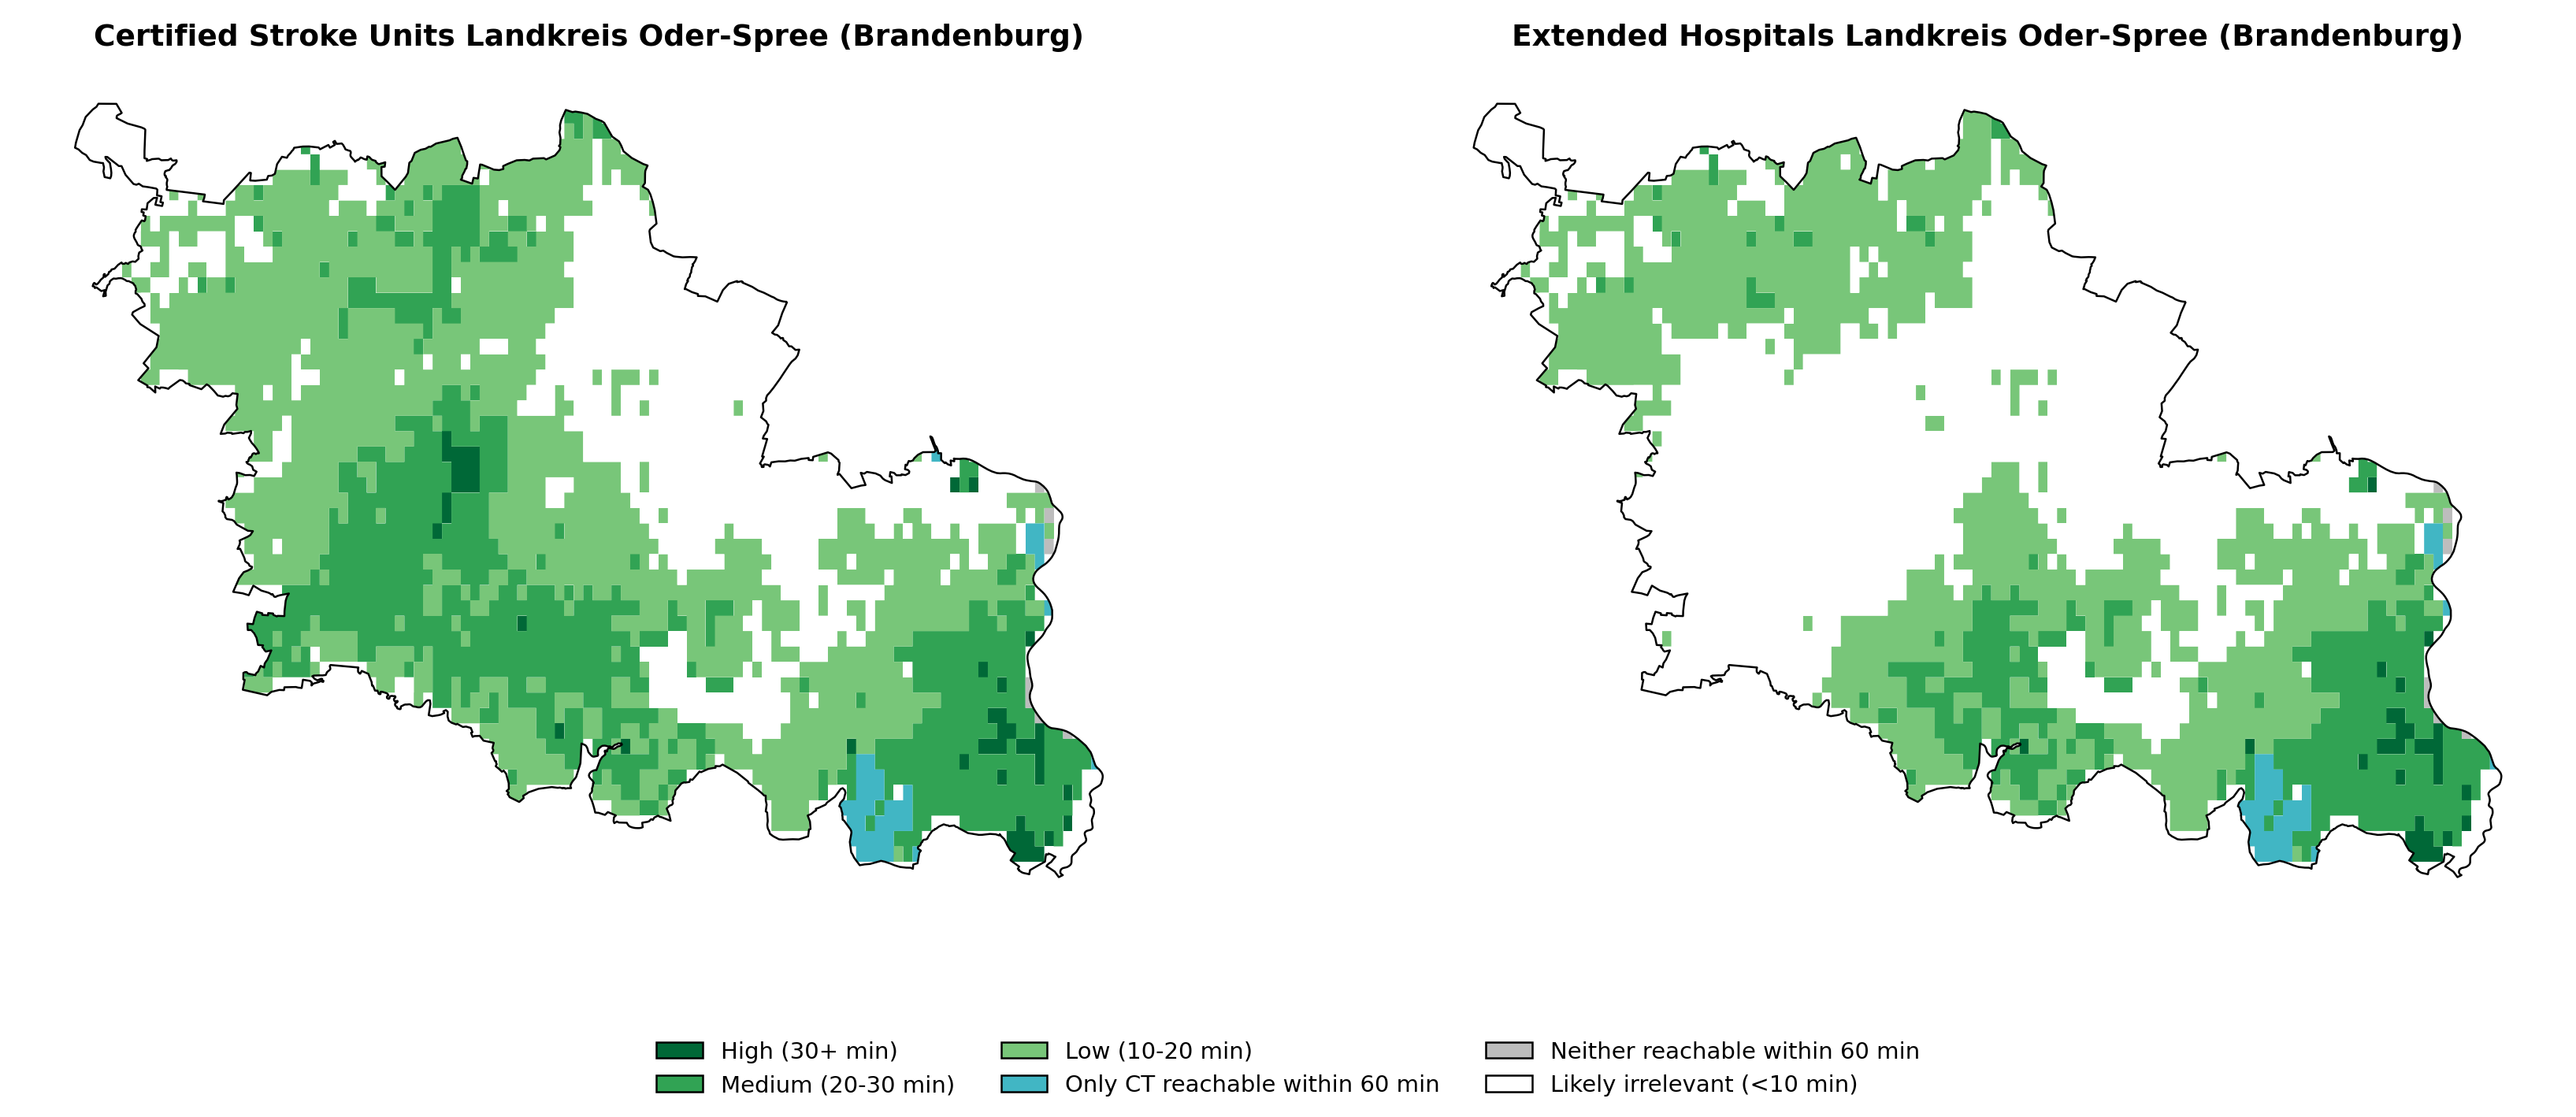 Certified Stroke Units Landkreis Oder-Spree (Brandenburg)
Extended Hospitals Landkreis Oder-Spree (Brandenburg)
High (30+ min)
Medium (20-30 min)
Low (10-20 min)
Only CT reachable within 60 min
Neither reachable within 60 min
Likely irrelevant (<10 min)